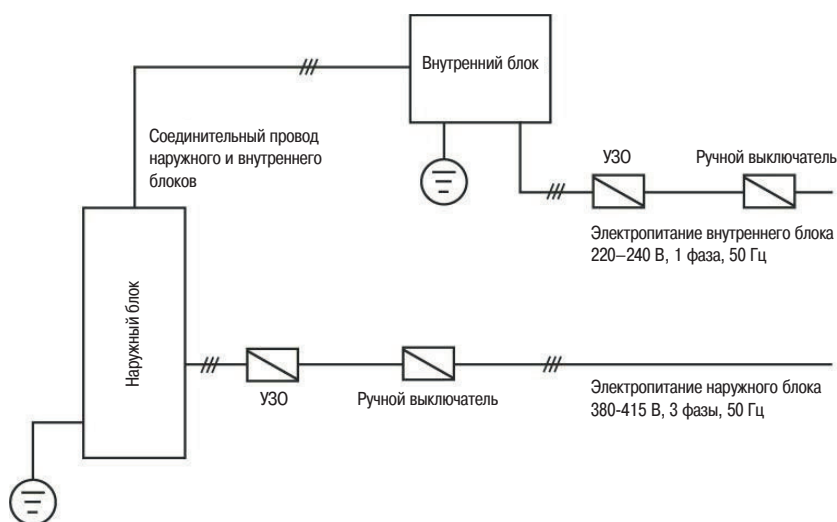 Внутренний блок
Соединительный провод
наружного и внутреннего
блоков
УЗО
Ручной выключатель
Электропитание внутреннего блока
220–240 В, 1 фаза, 50 Гц
Наружный блок
УЗО
Ручной выключатель
Электропитание наружного блока
380-415 В, 3 фазы, 50 Гц